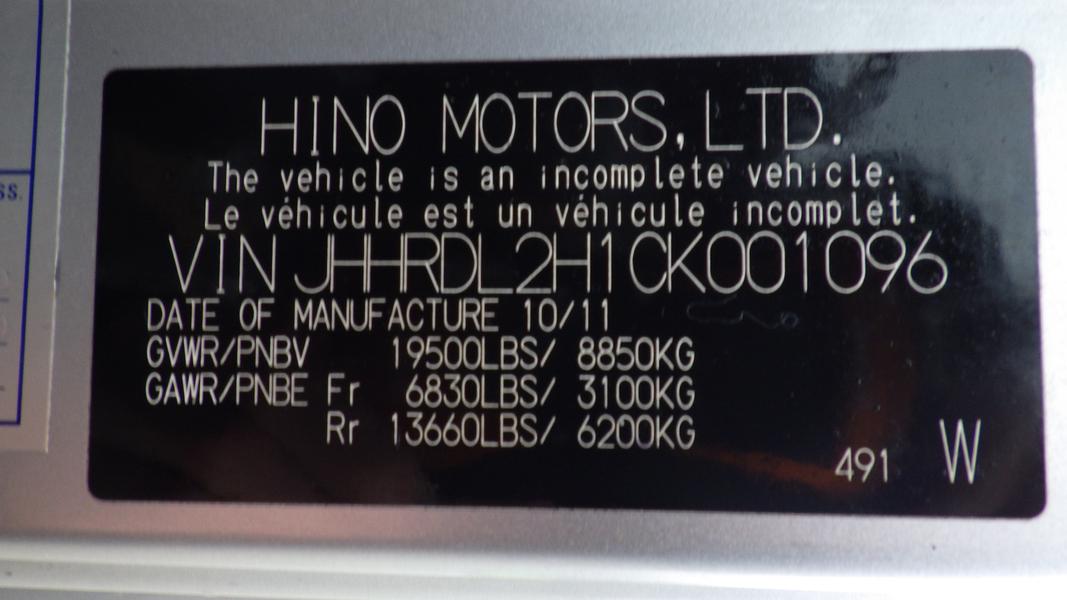 SS.
HINO MOTORS, LTD.
The vehicle is an incomplete vehicle.
Le véhicule est un véhicule incomplet.
VIN JHHRDL2H1CK001096
DATE OF MANUFACTURE 10/11
GVWR/PNBV 19500LBS/ 8850KG
GAWR/PNBE Fr 6830LBS/ 3100KG
Rr 13660LBS/ 6200KG
491 W